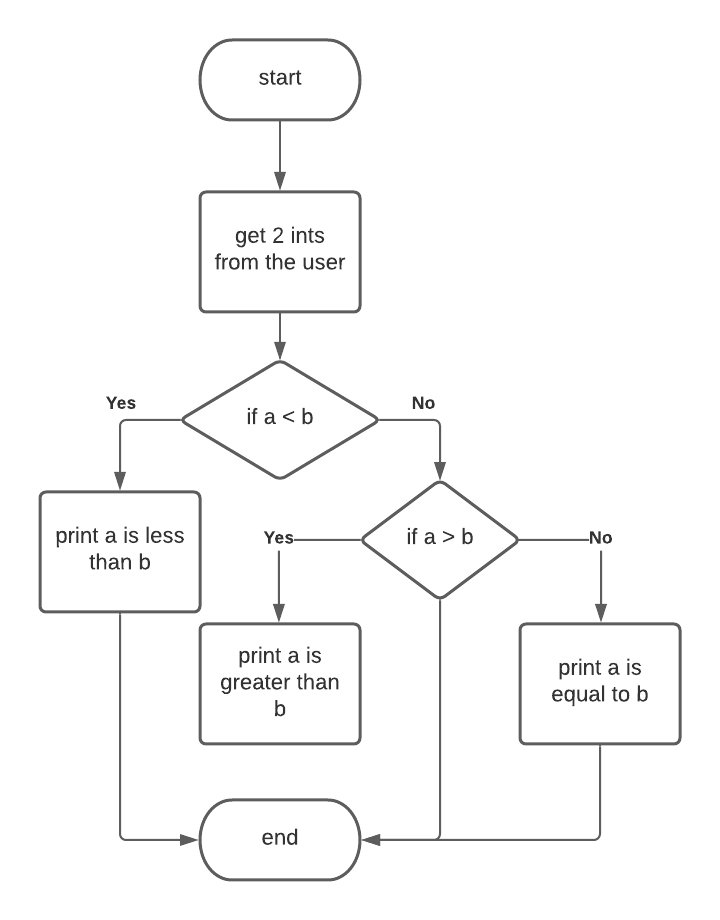 start
get 2 ints
from the user
if a < b
Yes
No
print a is less
than b
if a > b
Yes
No
print a is
greater than
b
print a is
equal to b
end